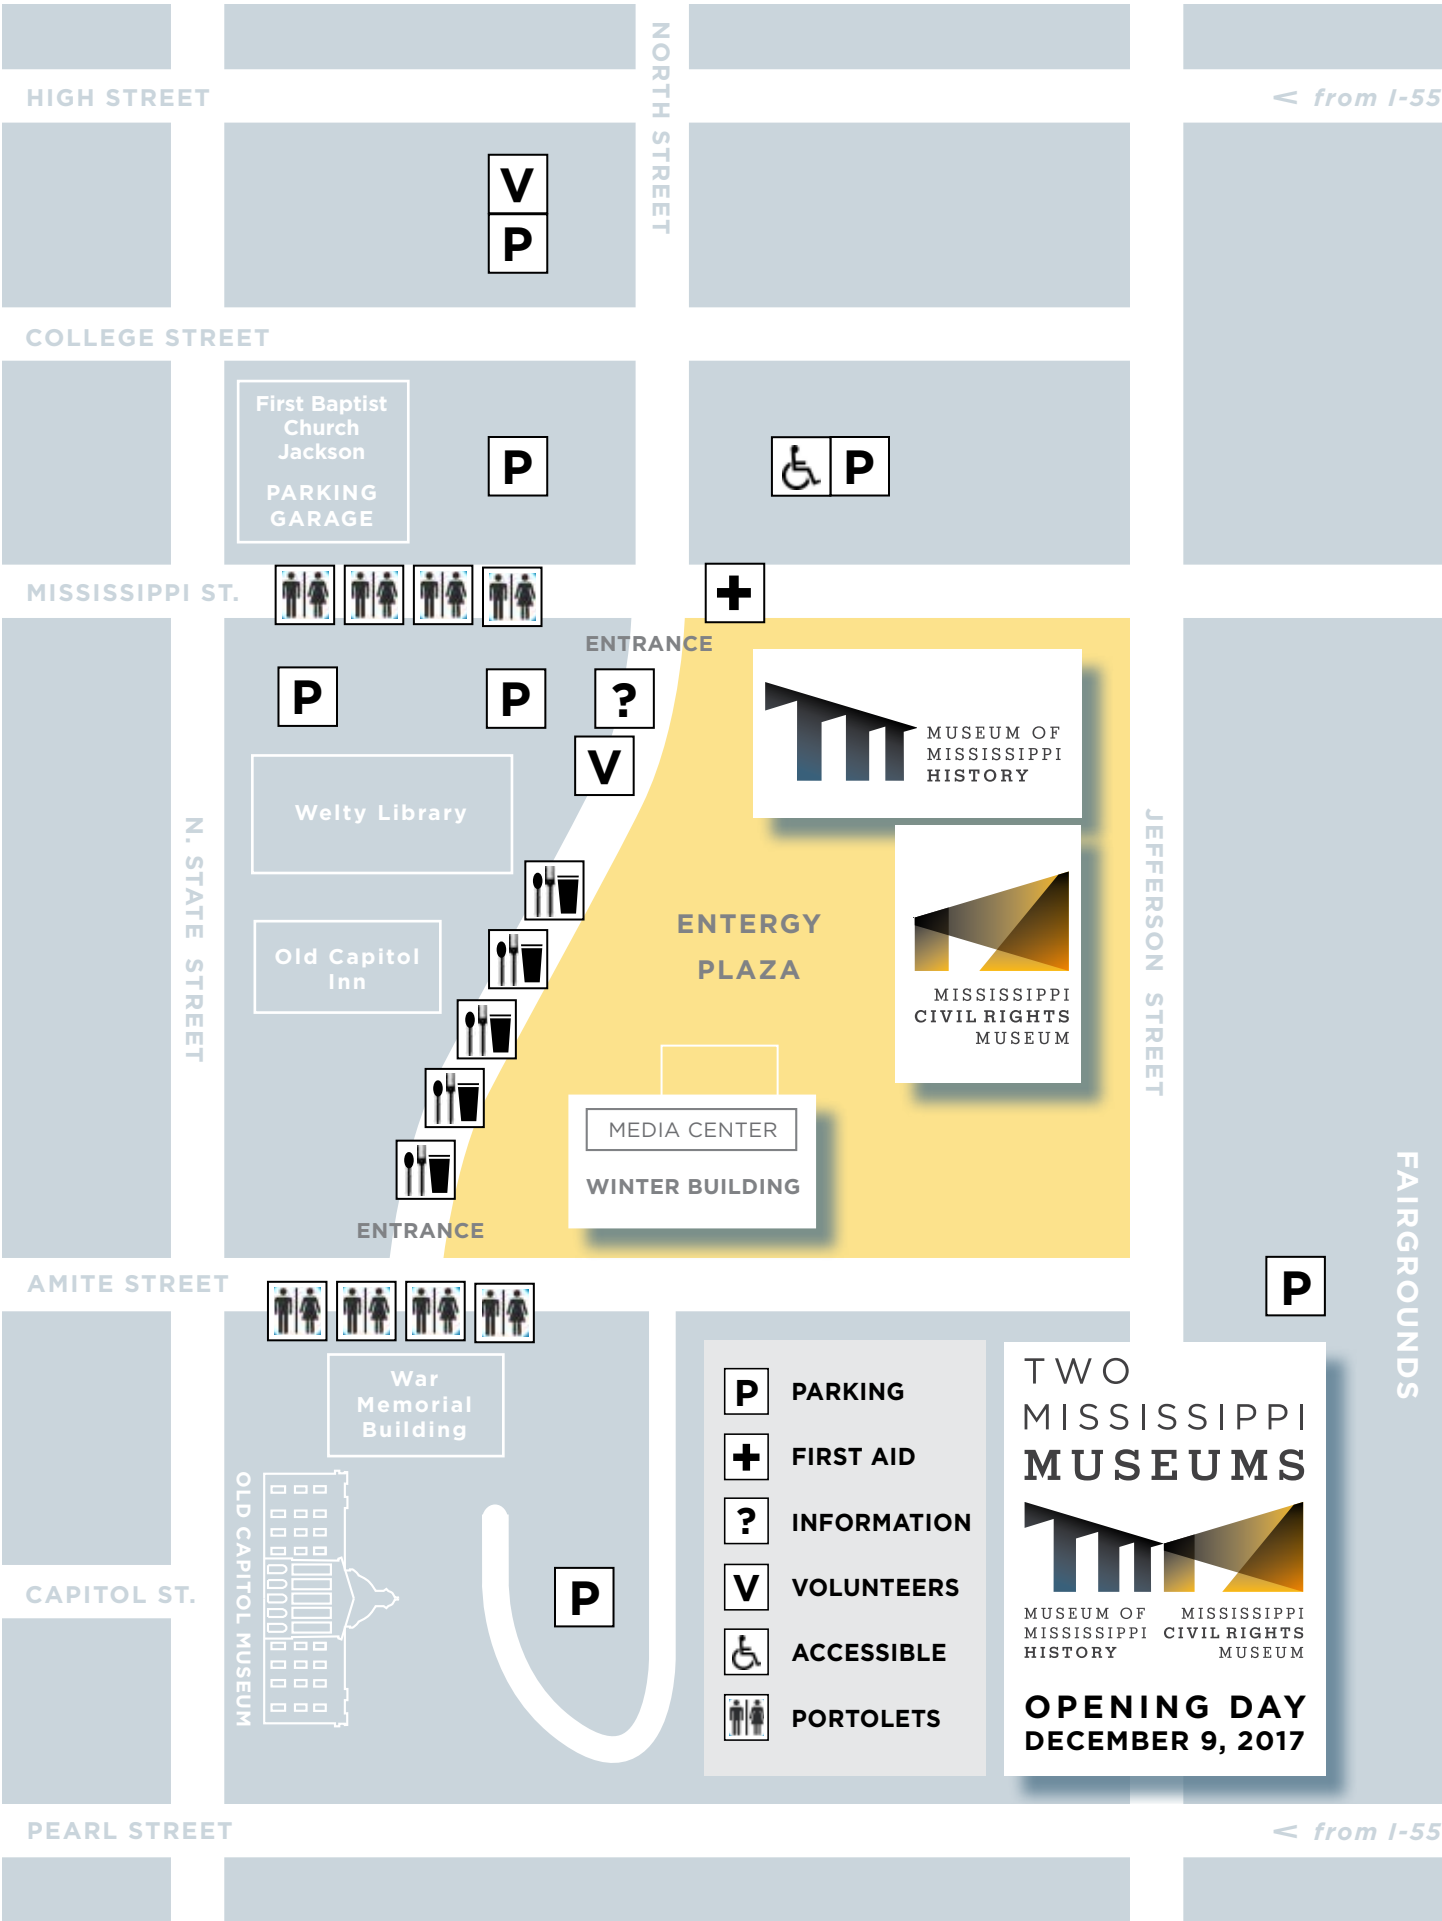 NORTH STREET
HIGH STREET
< from I-55
V
P
COLLEGE STREET
First Baptist
Church
Jackson
PARKING
GARAGE
P
P
MISSISSIPPI ST.
ENTRANCE
P
P
?
V
MUSEUM OF
MISSISSIPPI
HISTORY
Welty Library
N. STATE STREET
JEFFERSON STREET
ENTERGY
PLAZA
Old Capitol
Inn
MISSISSIPPI
CIVIL RIGHTS
MUSEUM
MEDIA CENTER
WINTER BUILDING
ENTRANCE
FAIRGROUNDS
AMITE STREET
P
War
Memorial
Building
OLD CAPITOL MUSEUM
CAPITOL ST.
P
P PARKING
FIRST AID
? INFORMATION
V VOLUNTEERS
ACCESSIBLE
PORTOLETS
TWO
MISSISSIPPI
MUSEUMS
MUSEUM OF
MISSISSIPPI
HISTORY
MISSISSIPPI
CIVIL RIGHTS
MUSEUM
OPENING DAY
DECEMBER 9, 2017
PEARL STREET
< from I-55